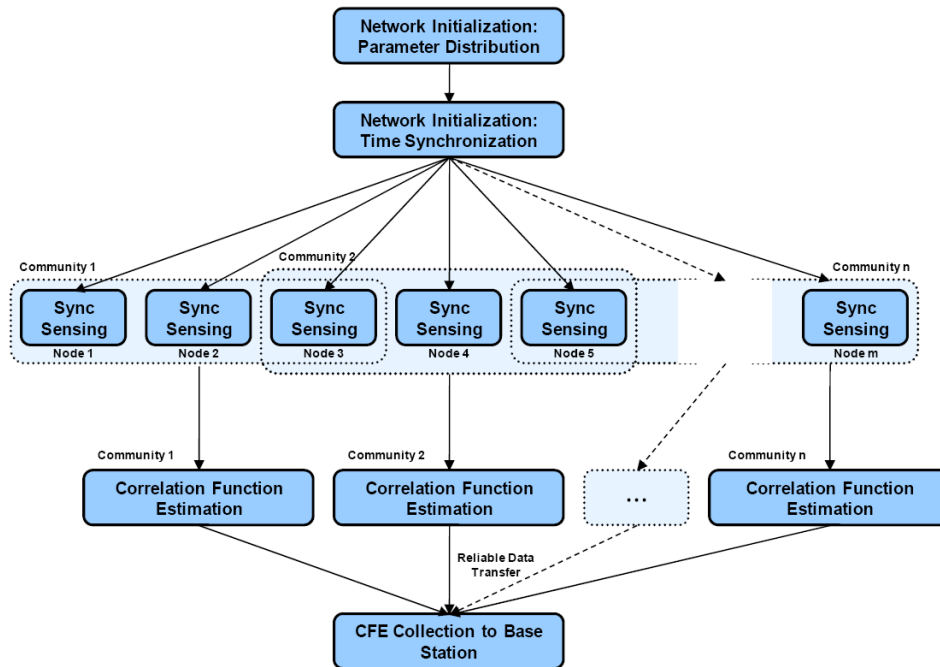 Network Initialization:
Parameter Distribution
Network Initialization:
Time Synchronization
Community 1
Community 2
Community n
Sync
Sensing
Node 1
Sync
Sensing
Node 2
Sync
Sensing
Node 3
Sync
Sensing
Node 4
Sync
Sensing
Node 5
Sync
Sensing
Node m
Community 1
Correlation Function
Estimation
Community 2
Correlation Function
Estimation
...
Community n
Correlation Function
Estimation
Reliable Data
Transfer
CFE Collection to Base
Station